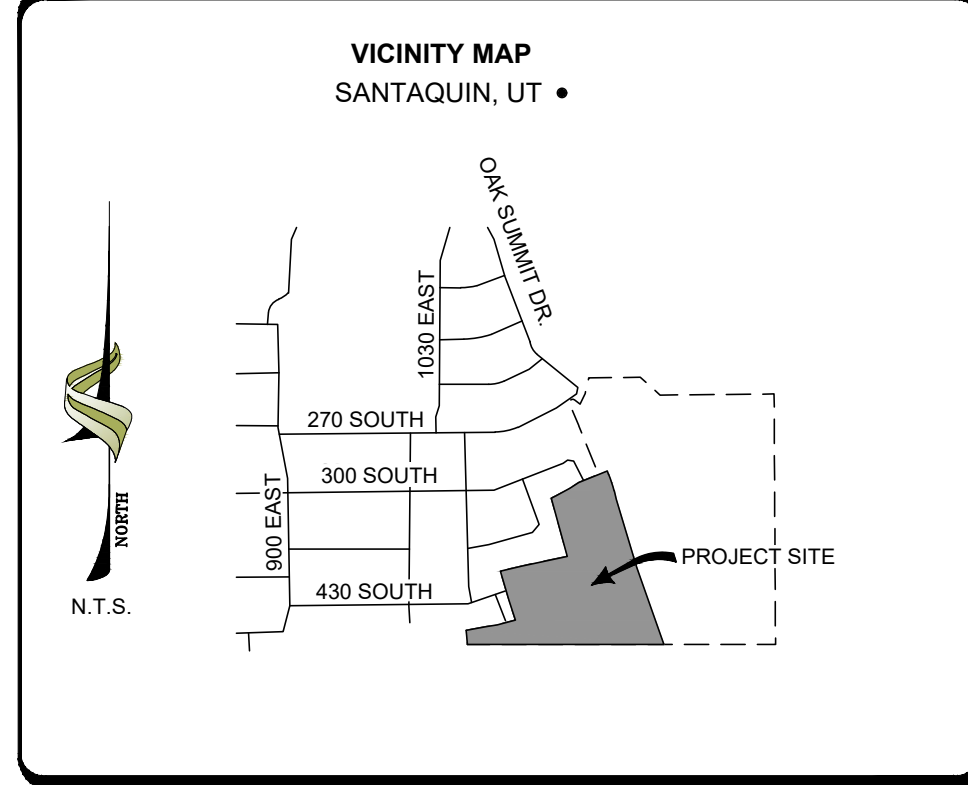 VICINITY MAP
SANTAQUIN, UT •
OAK SUMMIT DR.
1030 EAST
270 SOUTH
300 SOUTH
900 EAST
NORTH
PROJECT SITE
430 SOUTH
N.T.S.